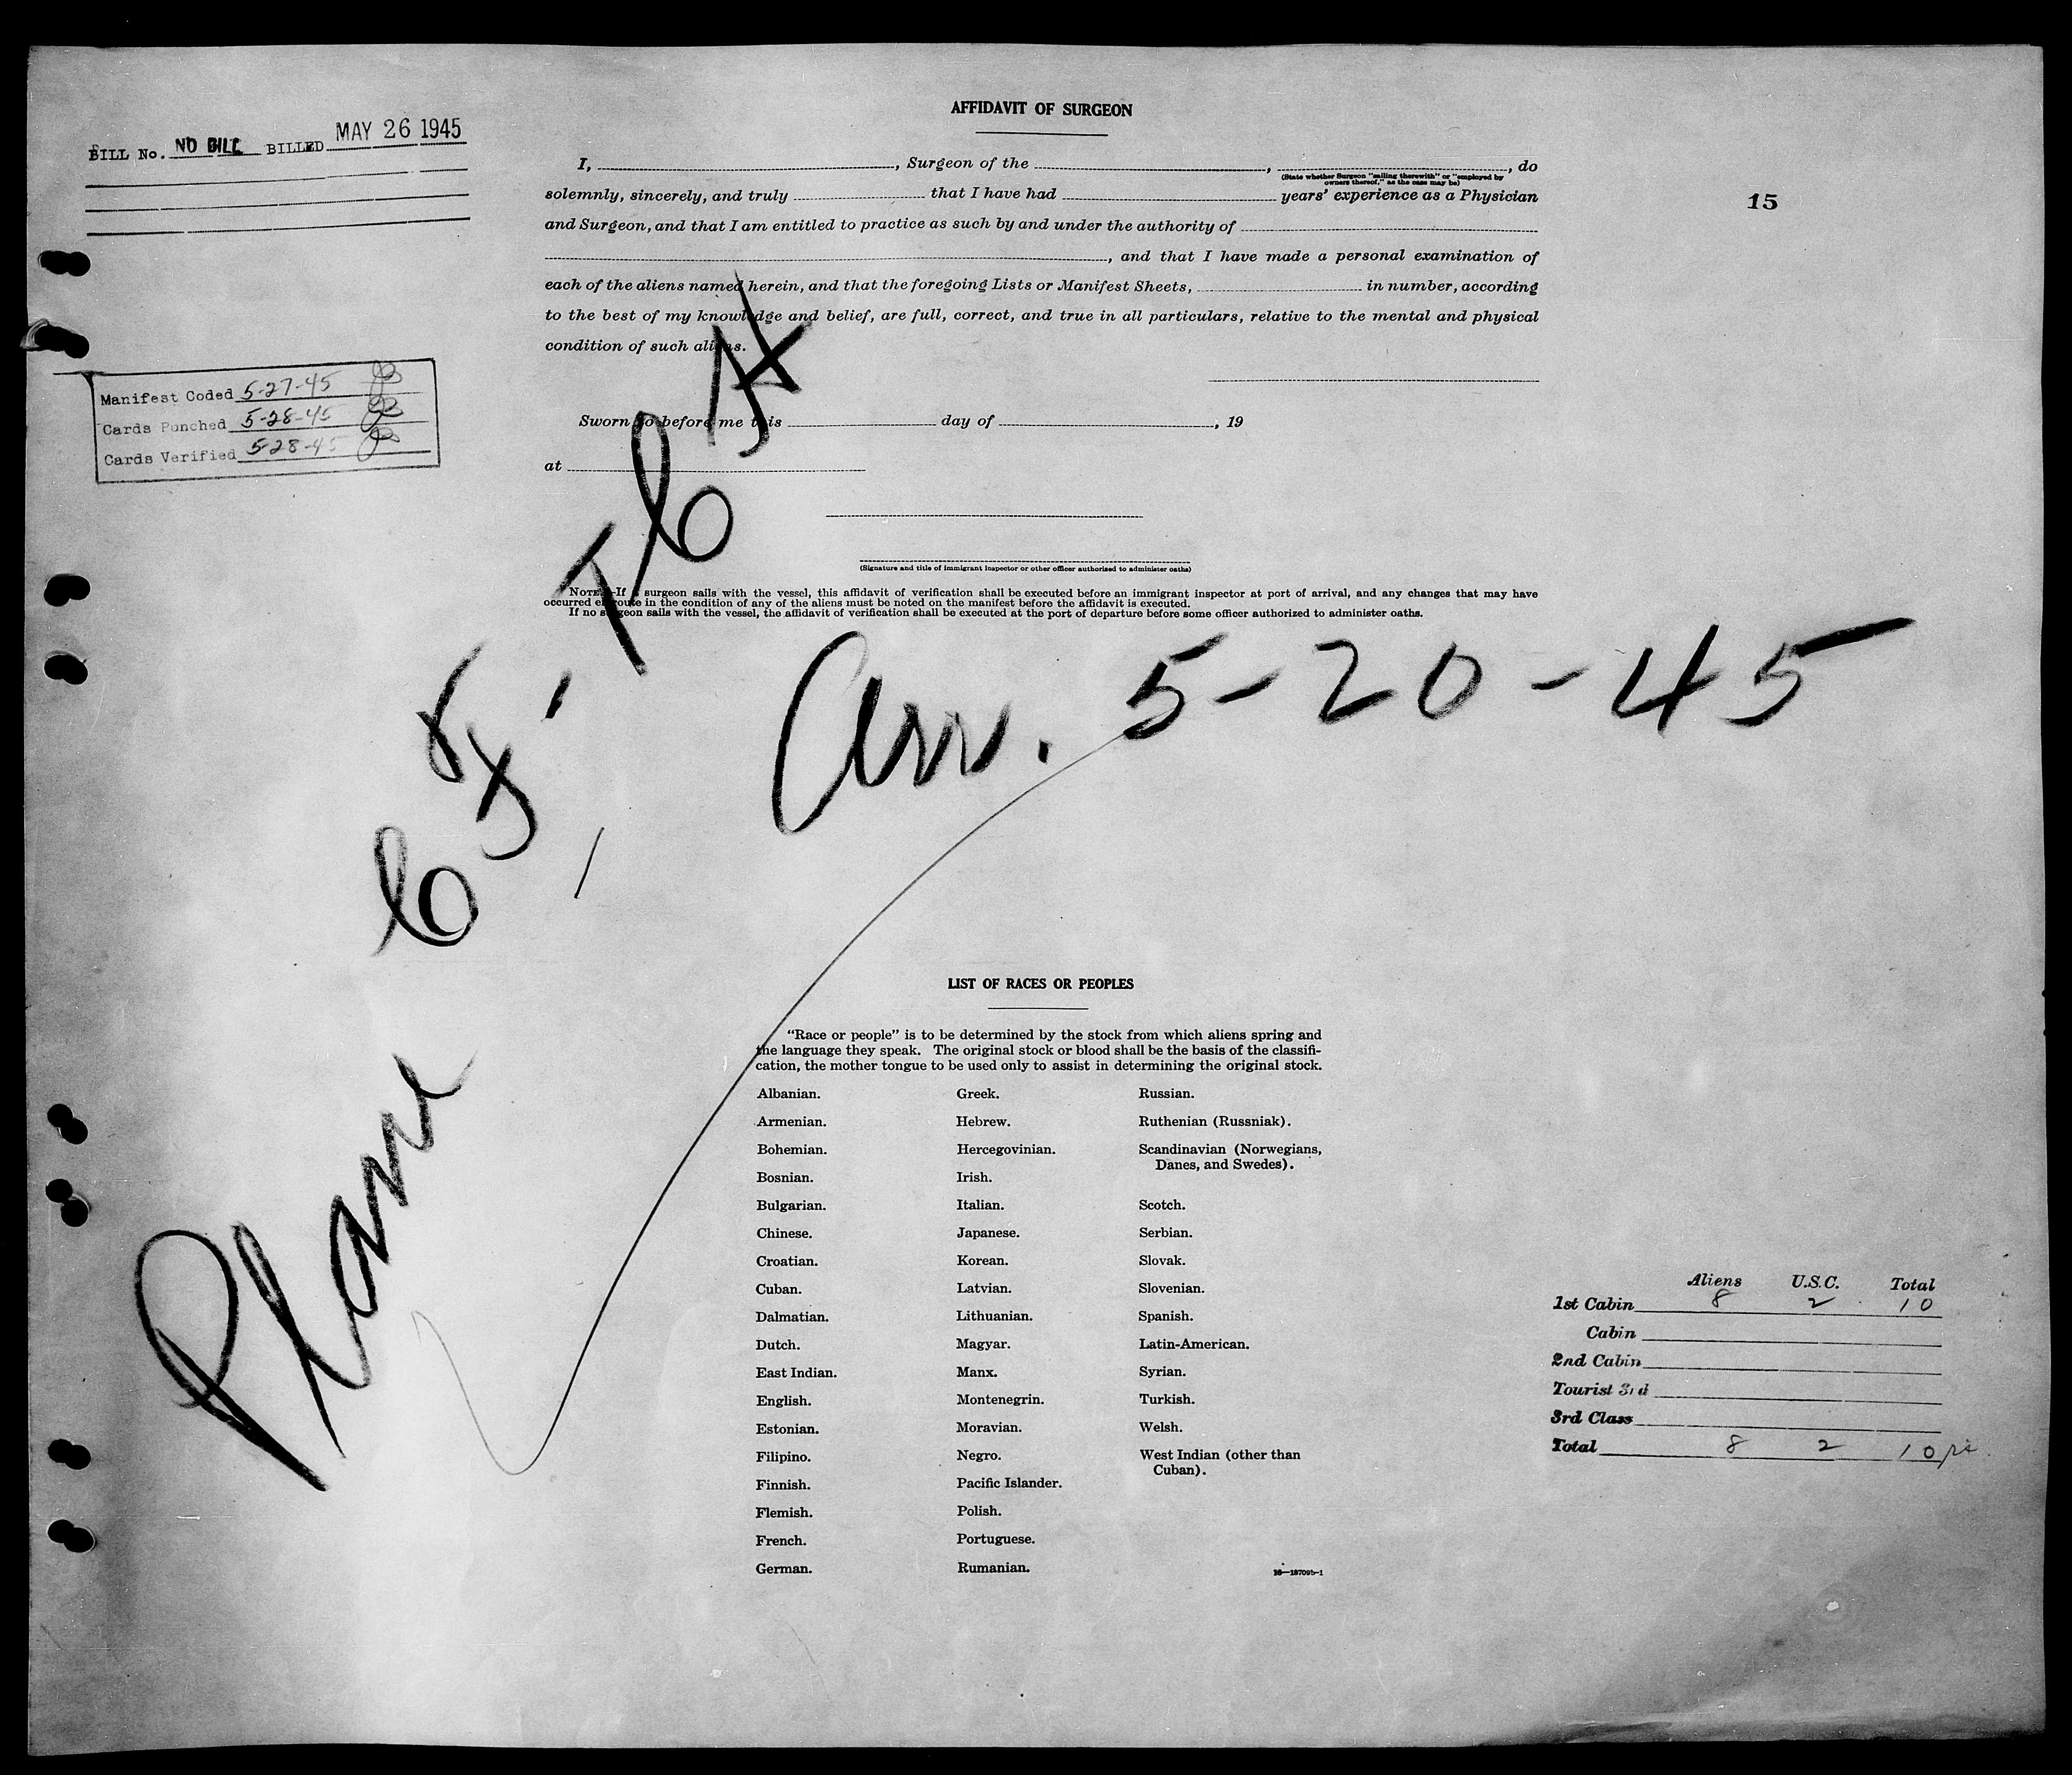 BILL No. NO BILL BILLED MAY 26 1945
AFFIDAVIT OF SURGEON
I, , Surgeon of the , , do
(State whether Surgeon "sailing therewith" or "employed by
owners thereof," as the case may be)
solemnly, sincerely, and truly that I have had years' experience as a Physician
15
and Surgeon, and that I am entitled to practice as such by and under the authority of
, and that I have made a personal examination of
each of the aliens named herein, and that the foregoing Lists or Manifest Sheets, in number, according
to the best of my knowledge and belief, are full, correct, and true in all particulars, relative to the mental and physical
condition of such aliens.
Manifest Coded 5-27-45
Cards Punched 5-28-45
Cards Verified 5-28-45
Sworn to before me this day of , 19
at
(Signature and title of immigrant inspector or other officer authorized to administer oaths)
NOTE.—If a surgeon sails with the vessel, this affidavit of verification shall be executed before an immigrant inspector at port of arrival, and any changes that may have
occurred en route in the condition of any of the aliens must be noted on the manifest before the affidavit is executed.
If no surgeon sails with the vessel, the affidavit of verification shall be executed at the port of departure before some officer authorized to administer oaths.
Plane CF-TCH
Arr. 5-20-45
LIST OF RACES OR PEOPLES
"Race or people" is to be determined by the stock from which aliens spring and
the language they speak. The original stock or blood shall be the basis of the classifi-
cation, the mother tongue to be used only to assist in determining the original stock.
Albanian.
Armenian.
Bohemian.
Bosnian.
Bulgarian.
Chinese.
Croatian.
Cuban.
Dalmatian.
Dutch.
East Indian.
English.
Estonian.
Filipino.
Finnish.
Flemish.
French.
German.
Greek.
Hebrew.
Hercegovinian.
Irish.
Italian.
Japanese.
Korean.
Latvian.
Lithuanian.
Magyar.
Manx.
Montenegrin.
Moravian.
Negro.
Pacific Islander.
Polish.
Portuguese.
Rumanian.
Russian.
Ruthenian (Russniak).
Scandinavian (Norwegians,
Danes, and Swedes).
Scotch.
Serbian.
Slovak.
Slovenian.
Spanish.
Latin-American.
Syrian.
Turkish.
Welsh.
West Indian (other than
Cuban).
16—18709b-1
Aliens U.S.C. Total
1st Cabin 8 2 10
Cabin
2nd Cabin
Tourist 3rd
3rd Class
Total 8 2 10